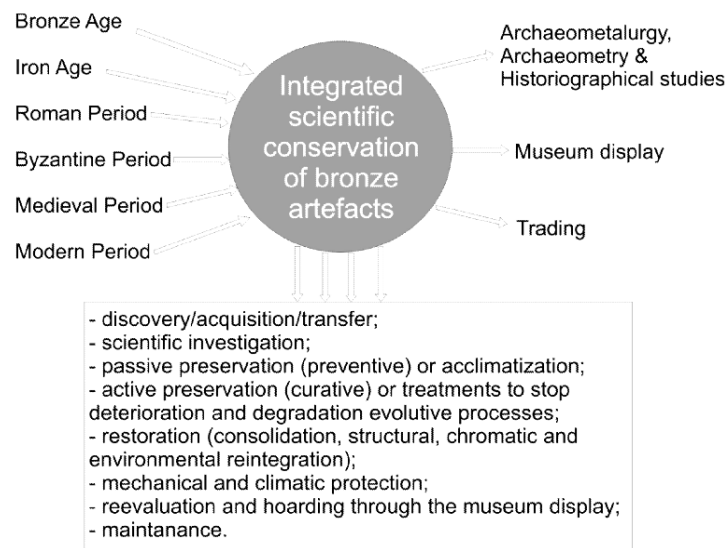 Bronze Age
Iron Age
Roman Period
Byzantine Period
Medieval Period
Modern Period
Integrated
scientific
conservation
of bronze
artefacts
Archaeometalurgy,
Archaeometry &
Historiographical studies
Museum display
Trading
- discovery/acquisition/transfer;
- scientific investigation;
- passive preservation (preventive) or acclimatization;
- active preservation (curative) or treatments to stop
deterioration and degradation evolutive processes;
- restoration (consolidation, structural, chromatic and
environmental reintegration);
- mechanical and climatic protection;
- reevaluation and hoarding through the museum display;
- maintanance.